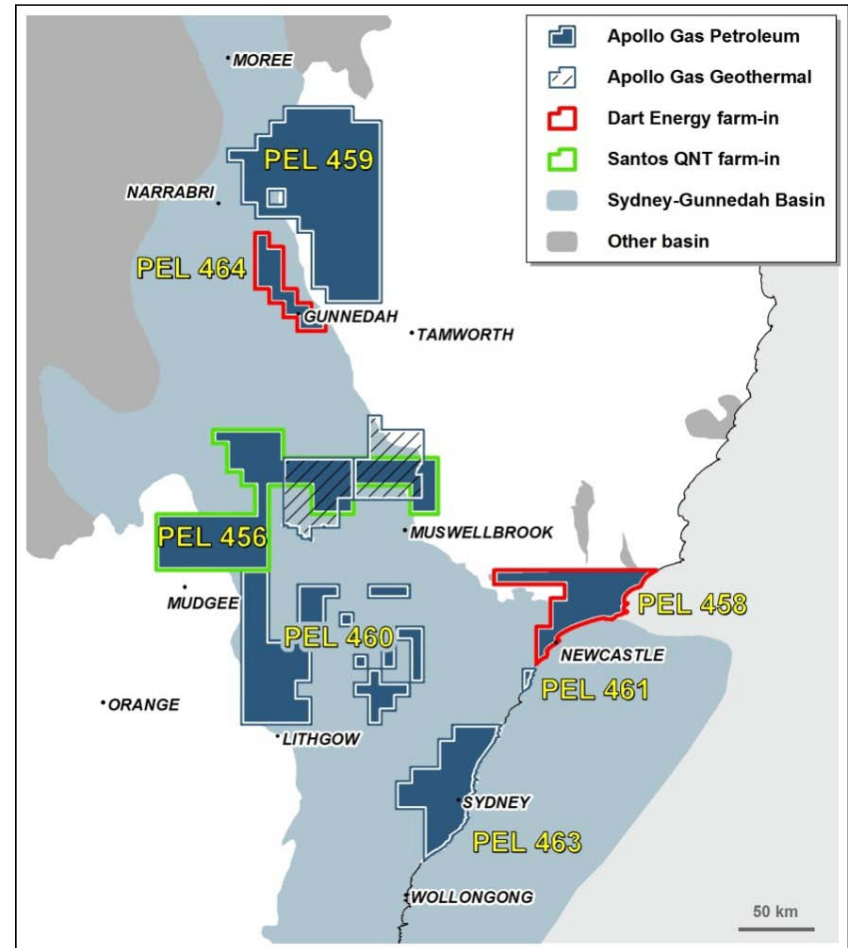 Apollo Gas Petroleum
Apollo Gas Geothermal
Dart Energy farm-in
Santos QNT farm-in
Sydney-Gunnedah Basin
Other basin
MOREE
PEL 459
NARRABRI
PEL 464
GUNNEDAH
TAMWORTH
PEL 456
MUSWELLBROOK
MUDGEE
PEL 458
PEL 460
NEWCASTLE
PEL 461
ORANGE
LITHGOW
SYDNEY
PEL 463
WOLLONGONG
50 km